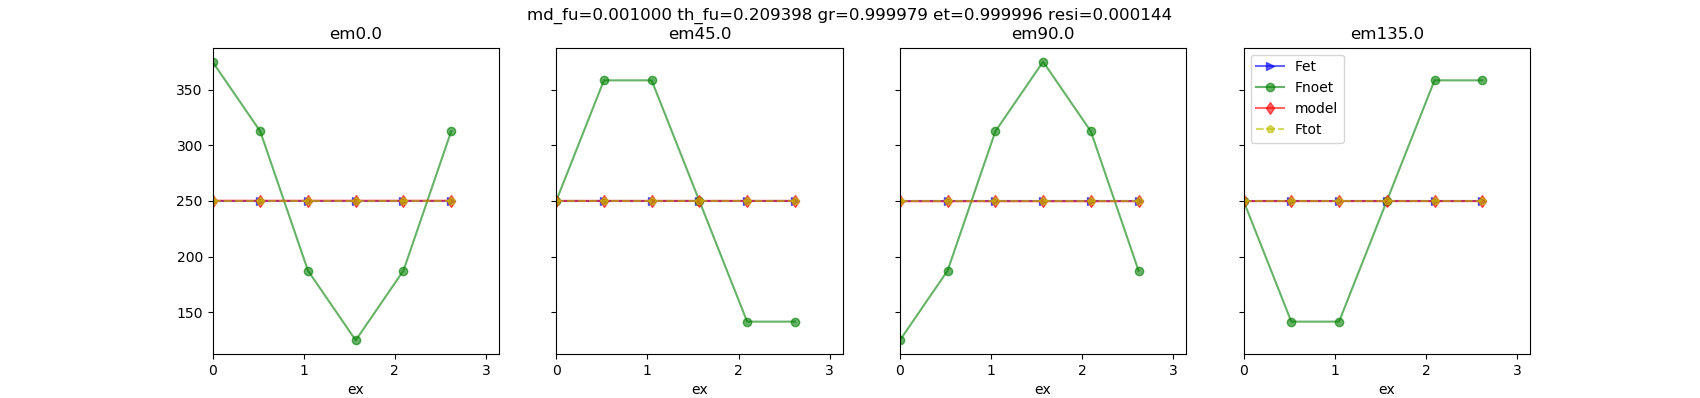 md_fu=0.001000 th_fu=0.209398 gr=0.999979 et=0.999996 resi=0.000144
em0.0
em45.0
em90.0
em135.0
350
300
250
200
150
Fet
Fnoet
model
Ftot
0 1 2 3
0 1 2 3
0 1 2 3
0 1 2 3
ex
ex
ex
ex